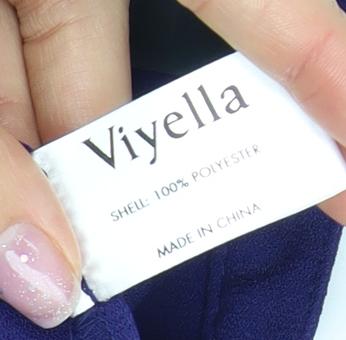 Viyella
SHELL: 100% POLYESTER
MADE IN CHINA